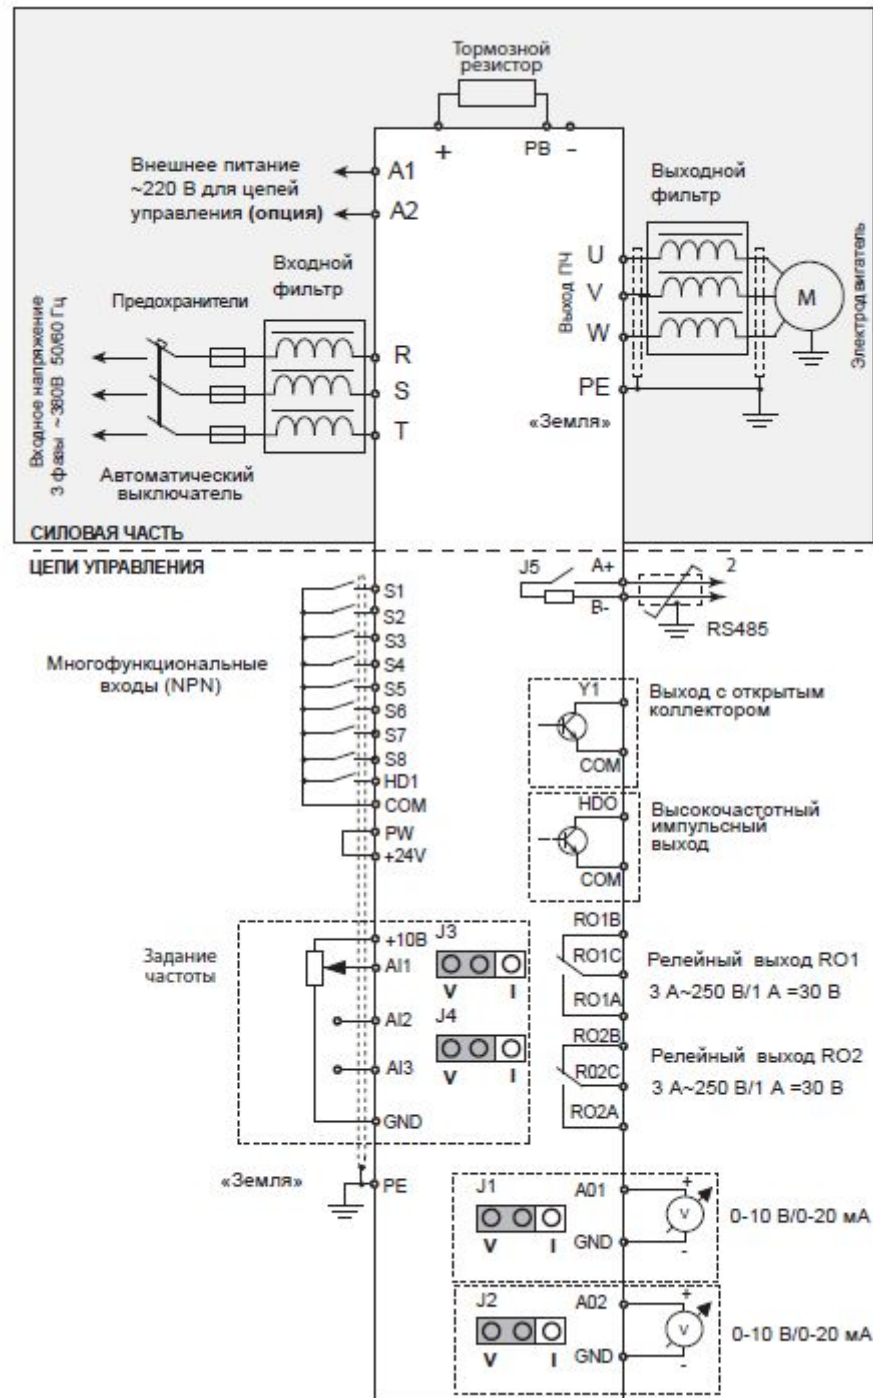 Тормозной
резистор
+
PB
-
Внешнее питание
~220 В для цепей
управления (опция)
A1
A2
Выходной
фильтр
Входной
фильтр
Предохранители
Входное напряжение
3 фазы ~380В 50/60 Гц
R
S
T
Автоматический
выключатель
Выход ПЧ
U
V
W
PE
«Земля»
M
Электродвигатель
СИЛОВАЯ ЧАСТЬ
ЦЕПИ УПРАВЛЕНИЯ
Многофункциональные
входы (NPN)
S1
S2
S3
S4
S5
S6
S7
S8
HD1
COM
PW
+24V
J5
A+
B-
2
RS485
Y1
COM
Выход с открытым
коллектором
HDO
COM
Высокочастотный
импульсный
выход
Задание
частоты
+10В
AI1
AI2
AI3
GND
J3
V I
J4
V I
RO1B
RO1C
RO1A
Релейный выход RO1
3 А~250 В/1 А =30 В
RO2B
R02C
RO2A
Релейный выход RO2
3 А~250 В/1 А =30 В
«Земля»
PE
J1
V I
A01
GND
+
V
-
0-10 В/0-20 мА
J2
V I
A02
GND
+
V
-
0-10 В/0-20 мА